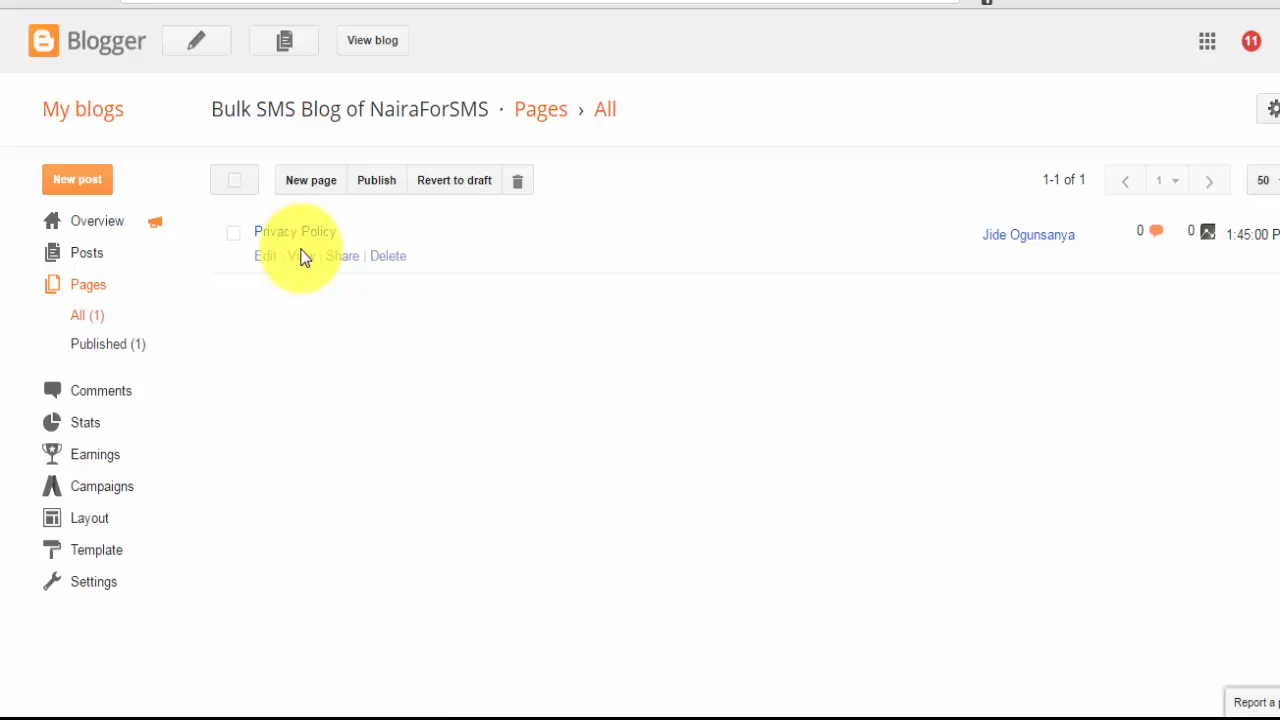 Blogger
View blog
11
My blogs
Bulk SMS Blog of NairaForSMS · Pages › All
New post
New page
Publish
Revert to draft
1-1 of 1
1
50
Overview
Posts
Pages
All (1)
Published (1)
Comments
Stats
Earnings
Campaigns
Layout
Template
Settings
Privacy Policy
Edit | View | Share | Delete
Jide Ogunsanya
0
0
1:45:00 P
Report a